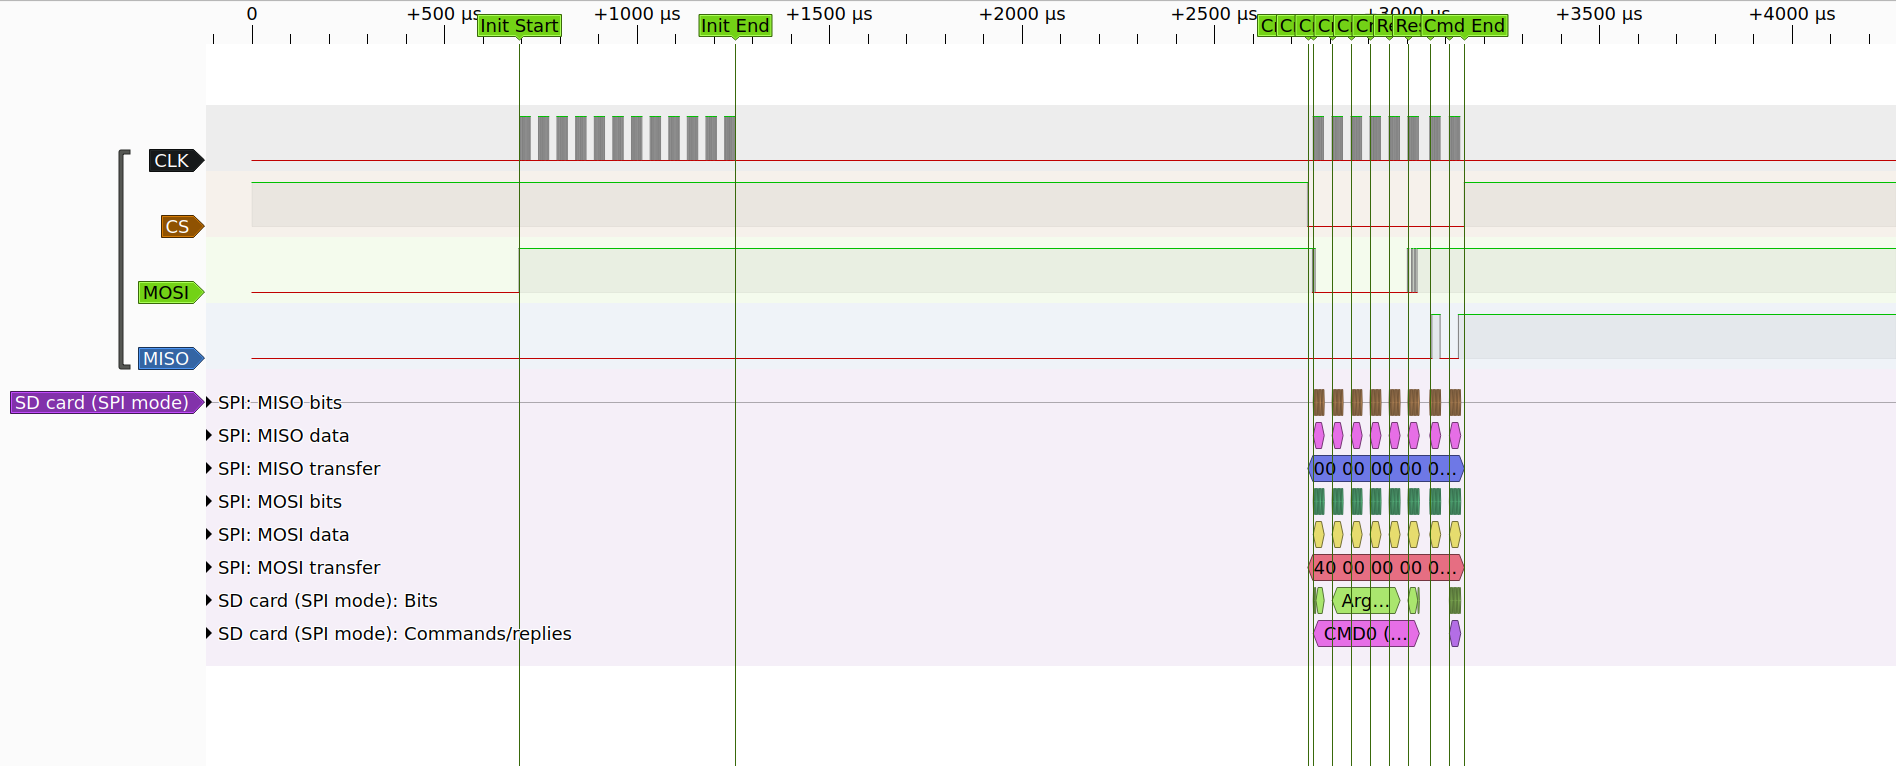 0 +500 µs +1000 µs +1500 µs +2000 µs +2500 µs +3000 µs +3500 µs +4000 µs
Init Start Init End Cmd End
CLK
CS
MOSI
MISO
SD card (SPI mode) SPI: MISO bits
SPI: MISO data
SPI: MISO transfer 00 00 00 00 0...
SPI: MOSI bits
SPI: MOSI data
SPI: MOSI transfer 40 00 00 00 0...
SD card (SPI mode): Bits Arg...
SD card (SPI mode): Commands/replies CMD0 (...